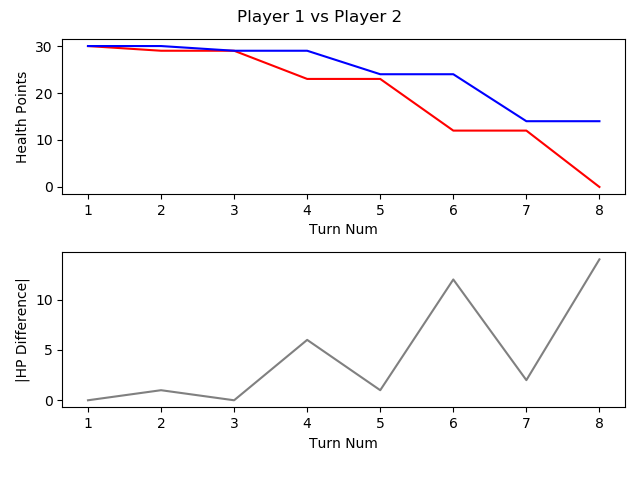 Player 1 vs Player 2
30
20
10
0
Health Points
1 2 3 4 5 6 7 8
Turn Num
10
5
0
|HP Difference|
1 2 3 4 5 6 7 8
Turn Num